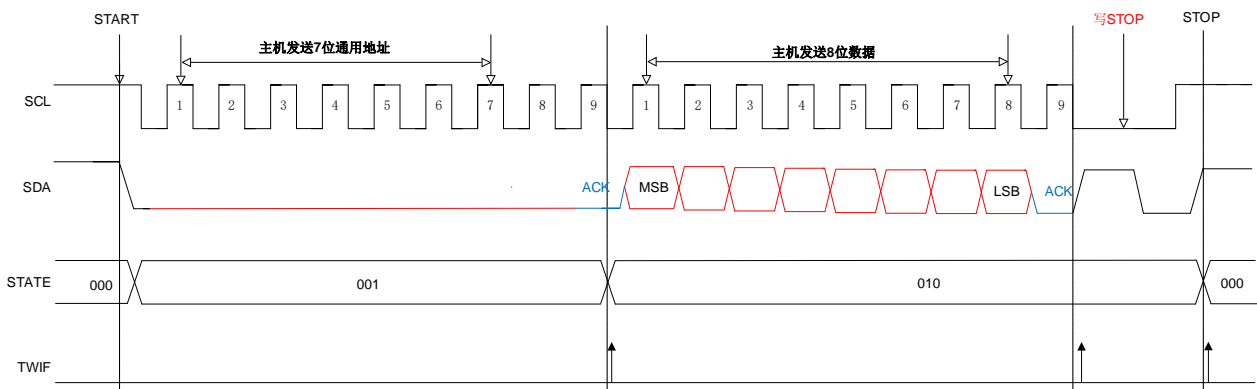 START
写STOP
STOP
主机发送7位通用地址
主机发送8位数据
SCL
1 2 3 4 5 6 7 8 9 1 2 3 4 5 6 7 8 9
SDA
ACK MSB LSB ACK
STATE 000 001 010 000
TWIF